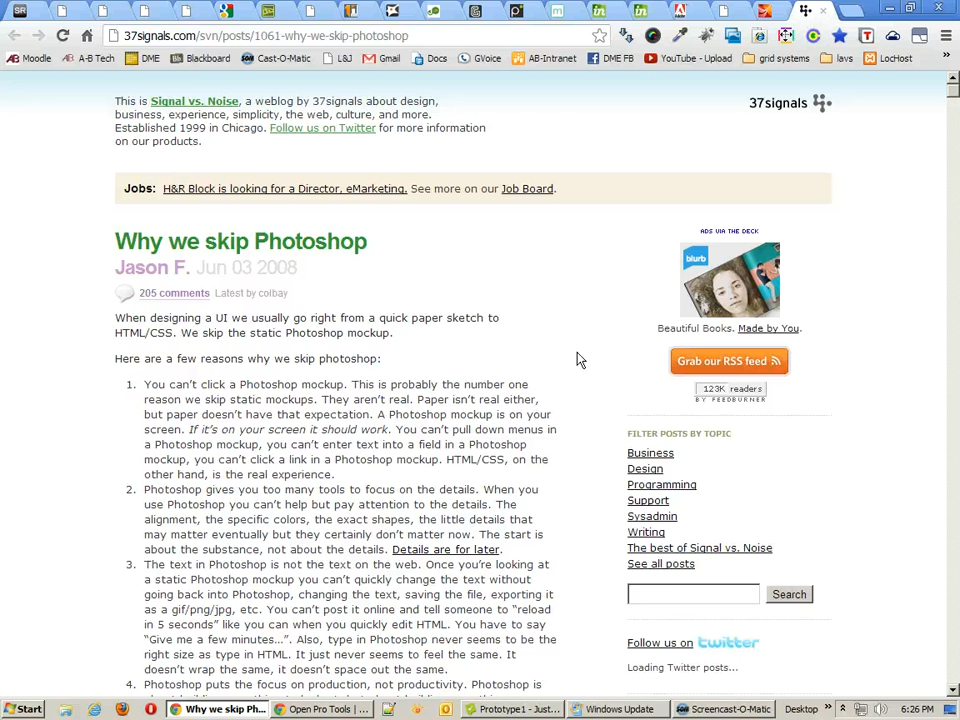 37signals.com/svn/posts/1061-why-we-skip-photoshop
Moodle A-B Tech DME Blackboard Cast-O-Matic L&J Gmail Docs GVoice AB-Intranet DME FB YouTube - Upload grid systems lavs LocHost »
This is Signal vs. Noise, a weblog by 37signals about design,
business, experience, simplicity, the web, culture, and more.
Established 1999 in Chicago. Follow us on Twitter for more information
on our products.
37signals
Jobs: H&R Block is looking for a Director, eMarketing. See more on our Job Board.
Why we skip Photoshop
Jason F. Jun 03 2008
205 comments Latest by colbay
When designing a UI we usually go right from a quick paper sketch to
HTML/CSS. We skip the static Photoshop mockup.
Here are a few reasons why we skip photoshop:
1. You can't click a Photoshop mockup. This is probably the number one
reason we skip static mockups. They aren't real. Paper isn't real either,
but paper doesn't have that expectation. A Photoshop mockup is on your
screen. If it's on your screen it should work. You can't pull down menus in
a Photoshop mockup, you can't enter text into a field in a Photoshop
mockup, you can't click a link in a Photoshop mockup. HTML/CSS, on the
other hand, is the real experience.
2. Photoshop gives you too many tools to focus on the details. When you
use Photoshop you can't help but pay attention to the details. The
alignment, the specific colors, the exact shapes, the little details that
may matter eventually but they certainly don't matter now. The start is
about the substance, not about the details. Details are for later.
3. The text in Photoshop is not the text on the web. Once you're looking at
a static Photoshop mockup you can't quickly change the text without
going back into Photoshop, changing the text, saving the file, exporting it
as a gif/png/jpg, etc. You can't post it online and tell someone to "reload
in 5 seconds" like you can when you quickly edit HTML. You have to say
"Give me a few minutes...". Also, type in Photoshop never seems to be the
right size as type in HTML. It just never seems to feel the same. It
doesn't wrap the same, it doesn't space out the same.
4. Photoshop puts the focus on production, not productivity. Photoshop is
ADS VIA THE DECK
blurb
Beautiful Books. Made by You.
Grab our RSS feed
123K readers
BY FEEDBURNER
FILTER POSTS BY TOPIC
Business
Design
Programming
Support
Sysadmin
Writing
The best of Signal vs. Noise
See all posts
Search
Follow us on twitter
Loading Twitter posts...
Start Why we skip Ph... Open Pro Tools | ... Prototype1 - Just... Windows Update Screencast-O-Matic Desktop » 6:26 PM